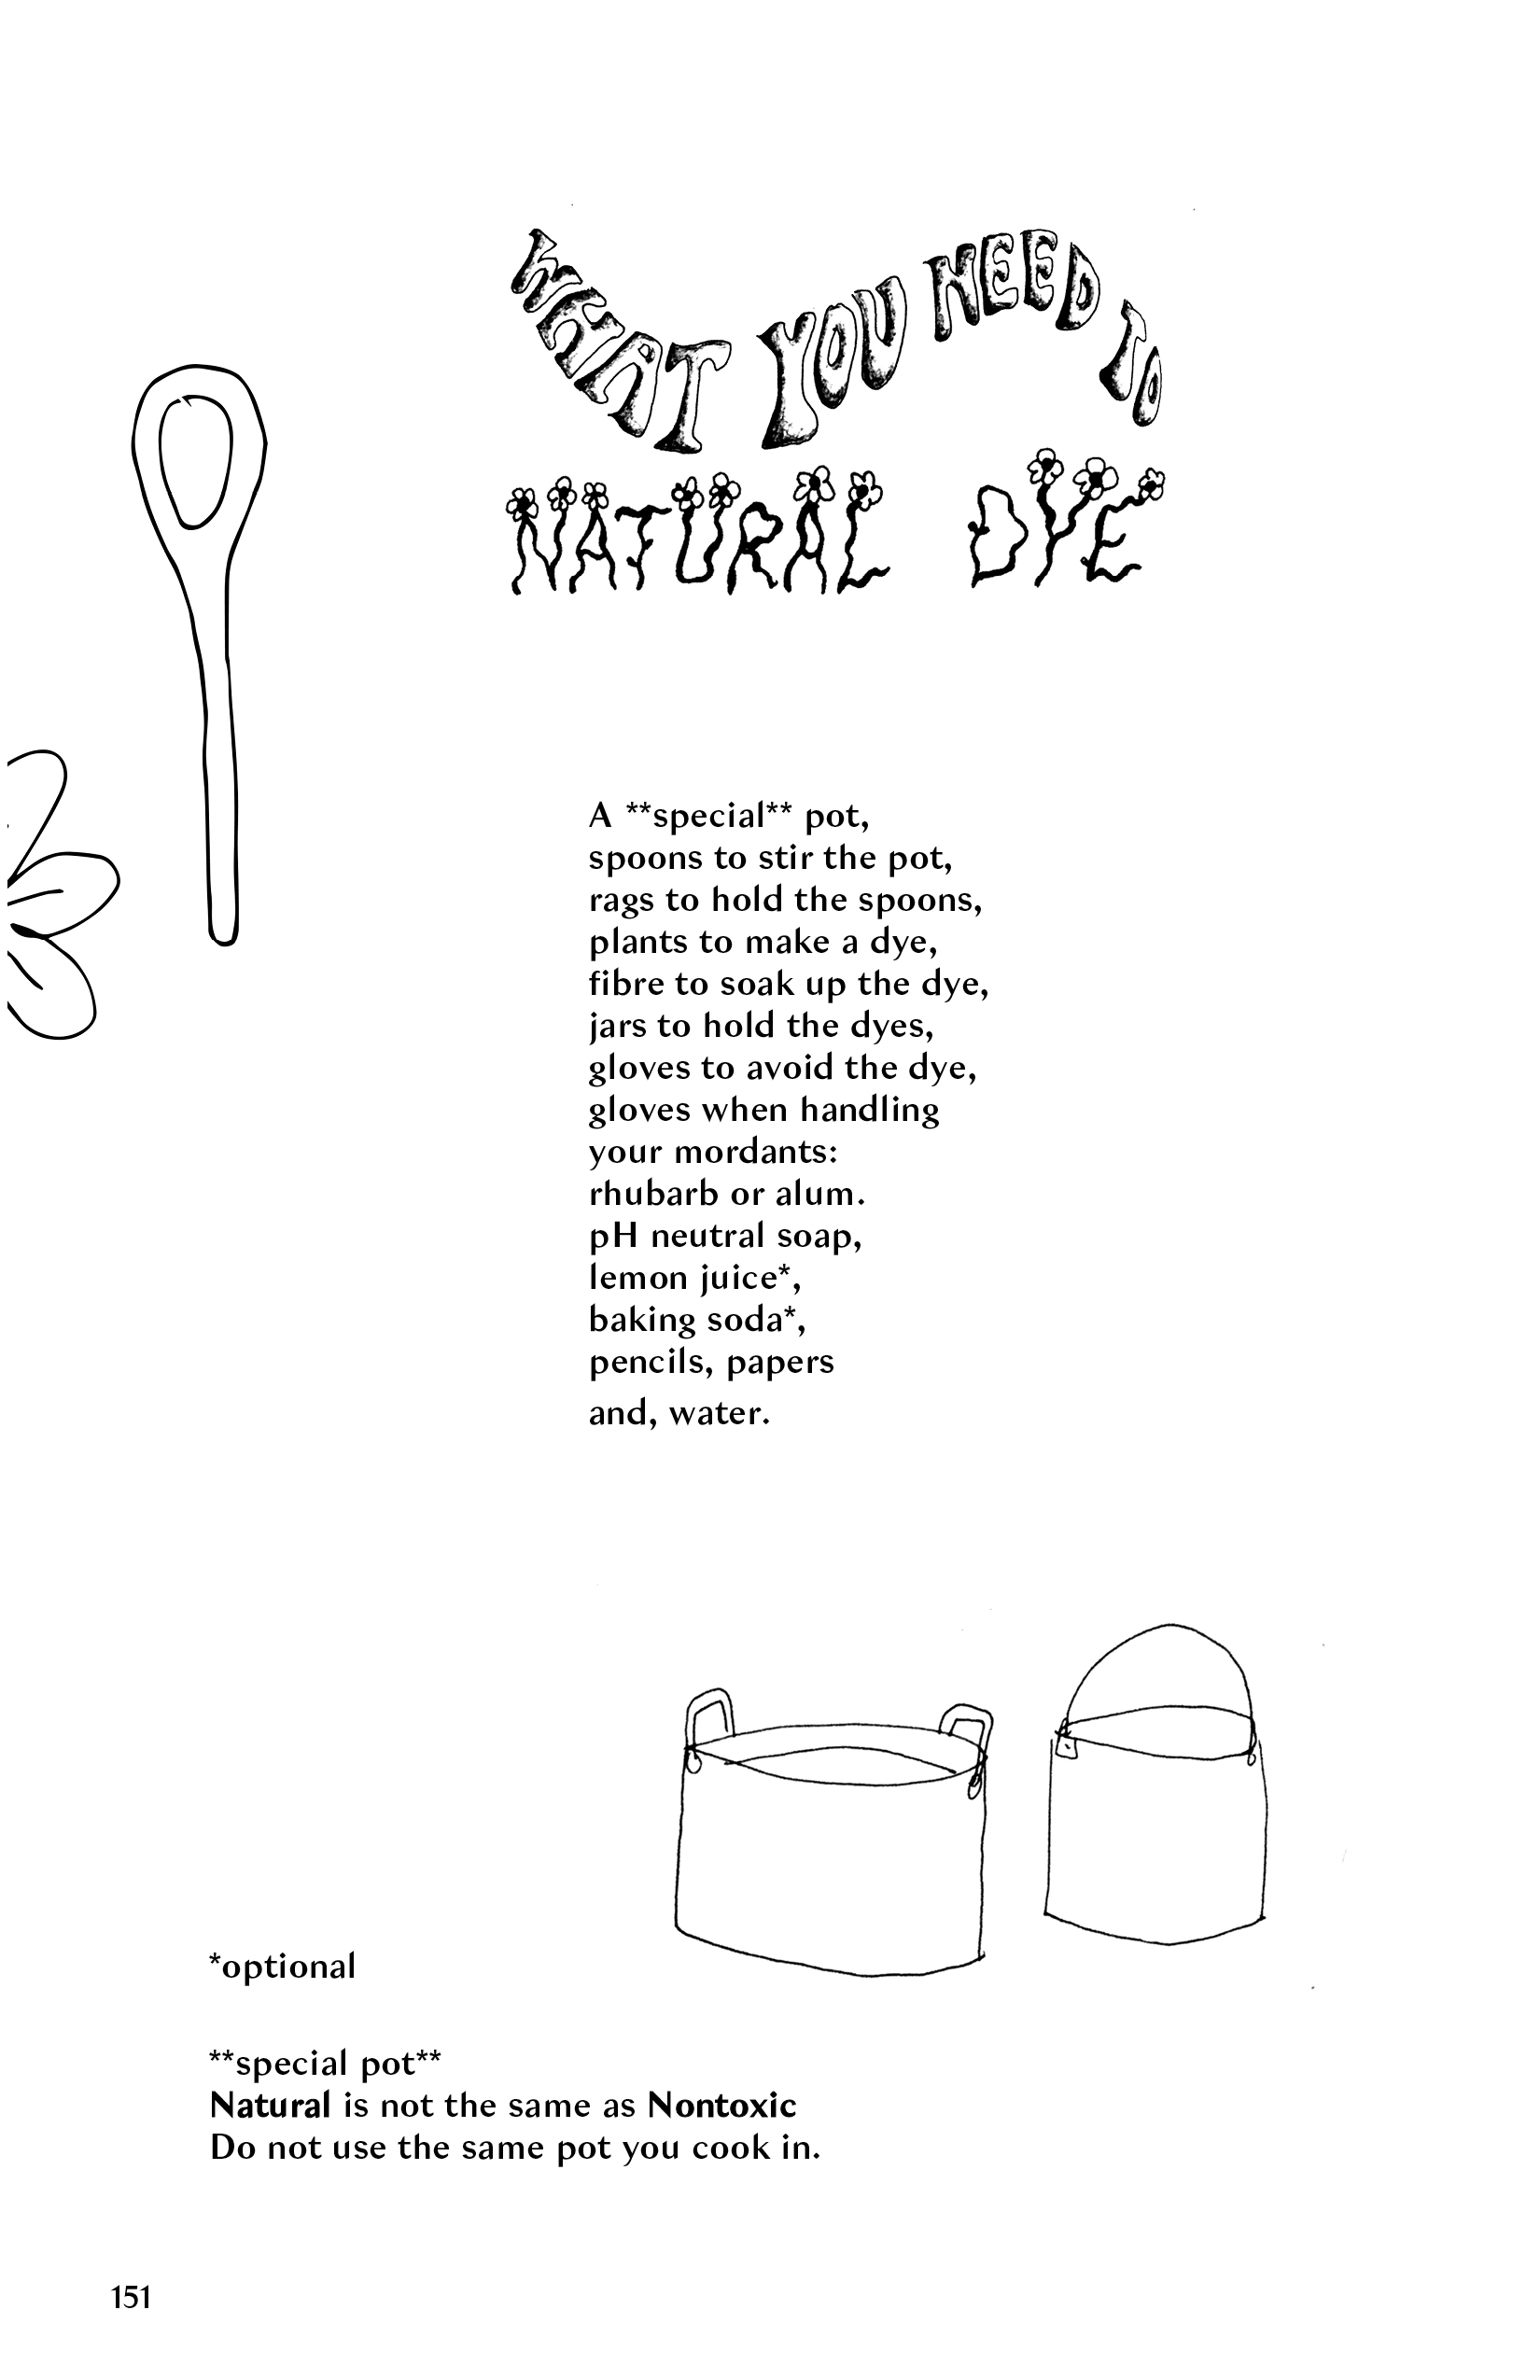 WHAT YOU NEED TO
NATURAL DYE
A **special** pot,
spoons to stir the pot,
rags to hold the spoons,
plants to make a dye,
fibre to soak up the dye,
jars to hold the dyes,
gloves to avoid the dye,
gloves when handling
your mordants:
rhubarb or alum.
pH neutral soap,
lemon juice*,
baking soda*,
pencils, papers
and, water.
*optional
**special pot**
Natural is not the same as Nontoxic
Do not use the same pot you cook in.
151